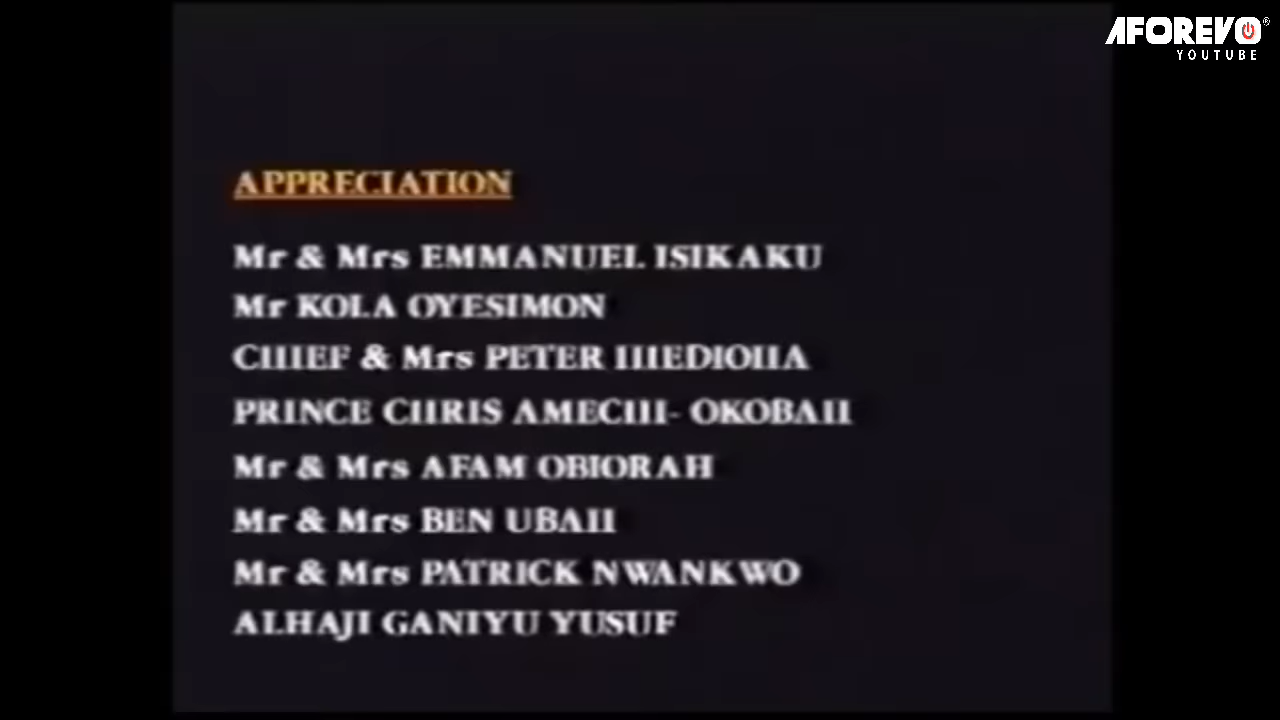 AFOREVO®
YOUTUBE
APPRECIATION
Mr & Mrs EMMANUEL ISIKAKU
Mr KOLA OYESIMON
CHIEF & Mrs PETER IHEDIOHA
PRINCE CHRIS AMECHI- OKOBAH
Mr & Mrs AFAM OBIORAH
Mr & Mrs BEN UBAH
Mr & Mrs PATRICK NWANKWO
ALHAJI GANIYU YUSUF